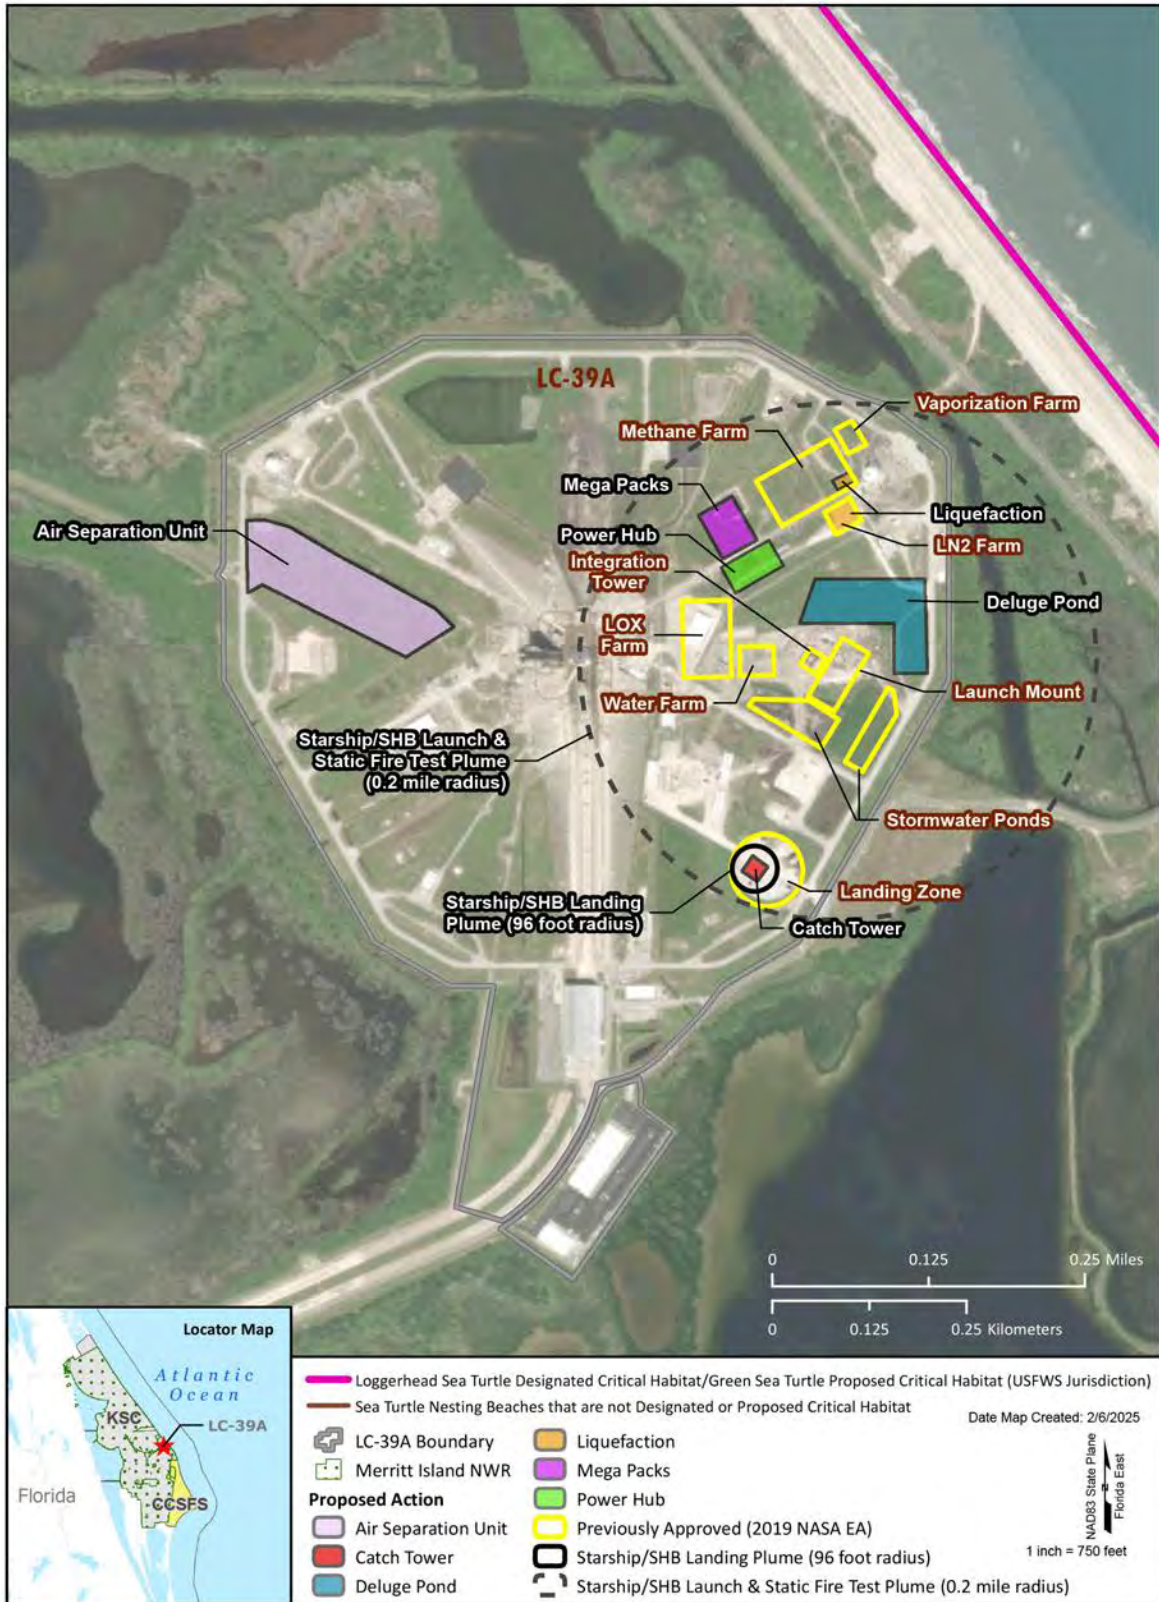 LC-39A
Vaporization Farm
Methane Farm
Mega Packs
Liquefaction
Air Separation Unit
Power Hub
LN2 Farm
Integration
Tower
Deluge Pond
LOX
Farm
Launch Mount
Water Farm
Starship/SHB Launch &
Static Fire Test Plume
(0.2 mile radius)
Stormwater Ponds
Landing Zone
Starship/SHB Landing
Plume (96 foot radius)
Catch Tower
0 0.125 0.25 Miles
0 0.125 0.25 Kilometers
Locator Map
Atlantic
Ocean
KSC
LC-39A
Florida
CCSFS
Loggerhead Sea Turtle Designated Critical Habitat/Green Sea Turtle Proposed Critical Habitat (USFWS Jurisdiction)
Sea Turtle Nesting Beaches that are not Designated or Proposed Critical Habitat
Date Map Created: 2/6/2025
LC-39A Boundary
Merritt Island NWR
Proposed Action
Air Separation Unit
Catch Tower
Deluge Pond
Liquefaction
Mega Packs
Power Hub
Previously Approved (2019 NASA EA)
Starship/SHB Landing Plume (96 foot radius)
Starship/SHB Launch & Static Fire Test Plume (0.2 mile radius)
NAD83 State Plane
Florida East
N
1 inch = 750 feet